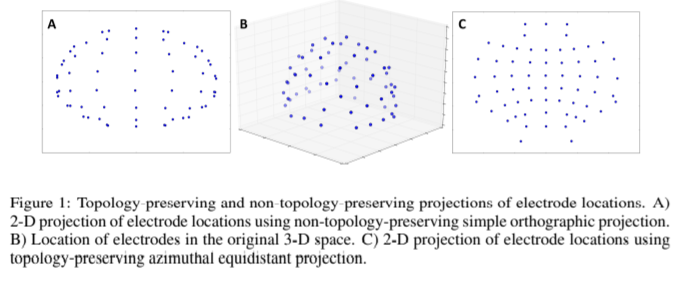 A
B
C
Figure 1: Topology-preserving and non-topology-preserving projections of electrode locations. A)
2-D projection of electrode locations using non-topology-preserving simple orthographic projection.
B) Location of electrodes in the original 3-D space. C) 2-D projection of electrode locations using
topology-preserving azimuthal equidistant projection.